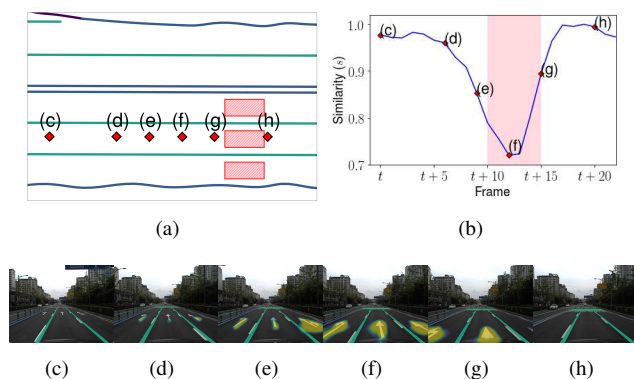 (c) (d) (e) (f) (g) (h)
(a)
1.0
0.9
0.8
0.7
Similarity (s)
(c)
(d)
(e)
(f)
(g)
(h)
t t + 5 t + 10 t + 15 t + 20
Frame
(b)
(c) (d) (e) (f) (g) (h)